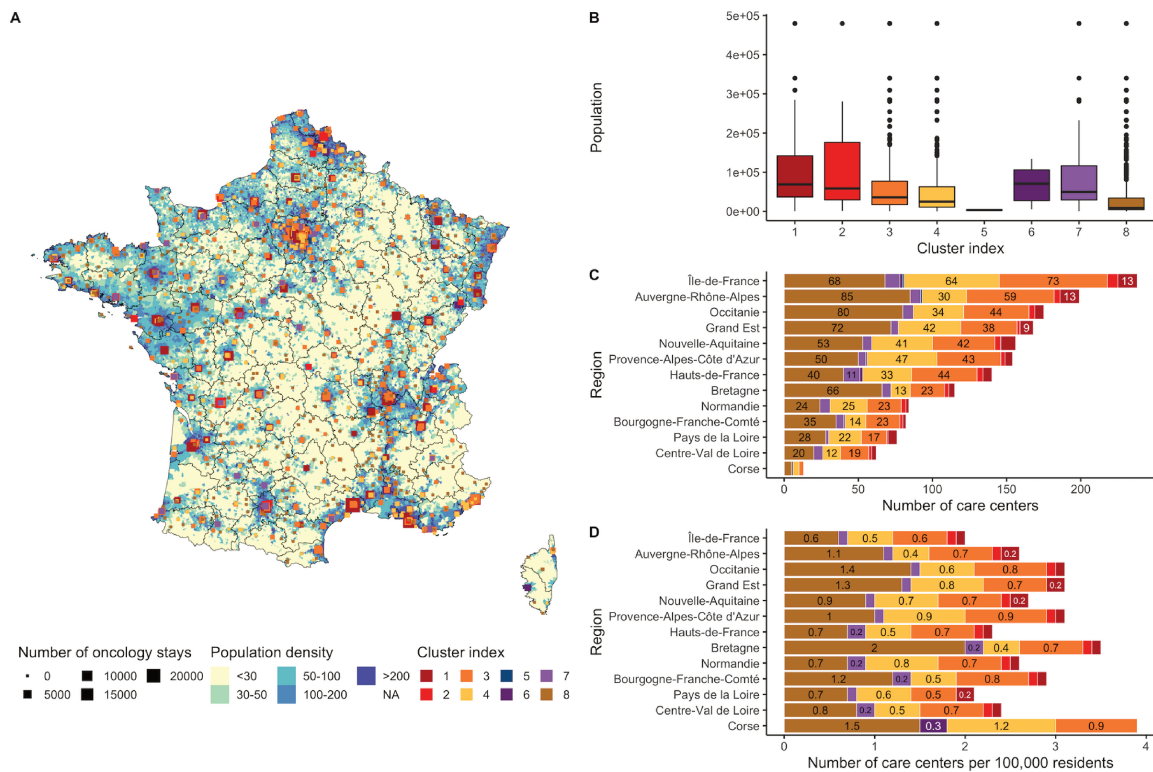 A
Number of oncology stays
0
10000
20000
5000
15000
Population density
<30
50-100
>200
30-50
100-200
NA
Cluster index
1
3
5
7
2
4
6
8
B
Population
5e+05
4e+05
3e+05
2e+05
1e+05
0e+00
1 2 3 4 5 6 7 8
Cluster index
C
Region
Île-de-France 68 64 73 13
Auvergne-Rhône-Alpes 85 30 59 13
Occitanie 80 34 44
Grand Est 72 42 38 9
Nouvelle-Aquitaine 53 41 42
Provence-Alpes-Côte d'Azur 50 47 43
Hauts-de-France 40 11 33 44
Bretagne 66 13 23
Normandie 24 25 23
Bourgogne-Franche-Comté 35 14 23
Pays de la Loire 28 22 17
Centre-Val de Loire 20 12 19
Corse
0 50 100 150 200
Number of care centers
D
Region
Île-de-France 0.6 0.5 0.6
Auvergne-Rhône-Alpes 1.1 0.4 0.7 0.2
Occitanie 1.4 0.6 0.8
Grand Est 1.3 0.8 0.7 0.2
Nouvelle-Aquitaine 0.9 0.7 0.7 0.2
Provence-Alpes-Côte d'Azur 1 0.9 0.9
Hauts-de-France 0.7 0.2 0.5 0.7
Bretagne 2 0.2 0.4 0.7
Normandie 0.7 0.2 0.8 0.7
Bourgogne-Franche-Comté 1.2 0.2 0.5 0.8
Pays de la Loire 0.7 0.6 0.5 0.2
Centre-Val de Loire 0.8 0.2 0.5 0.7
Corse 1.5 0.3 1.2 0.9
0 1 2 3 4
Number of care centers per 100,000 residents